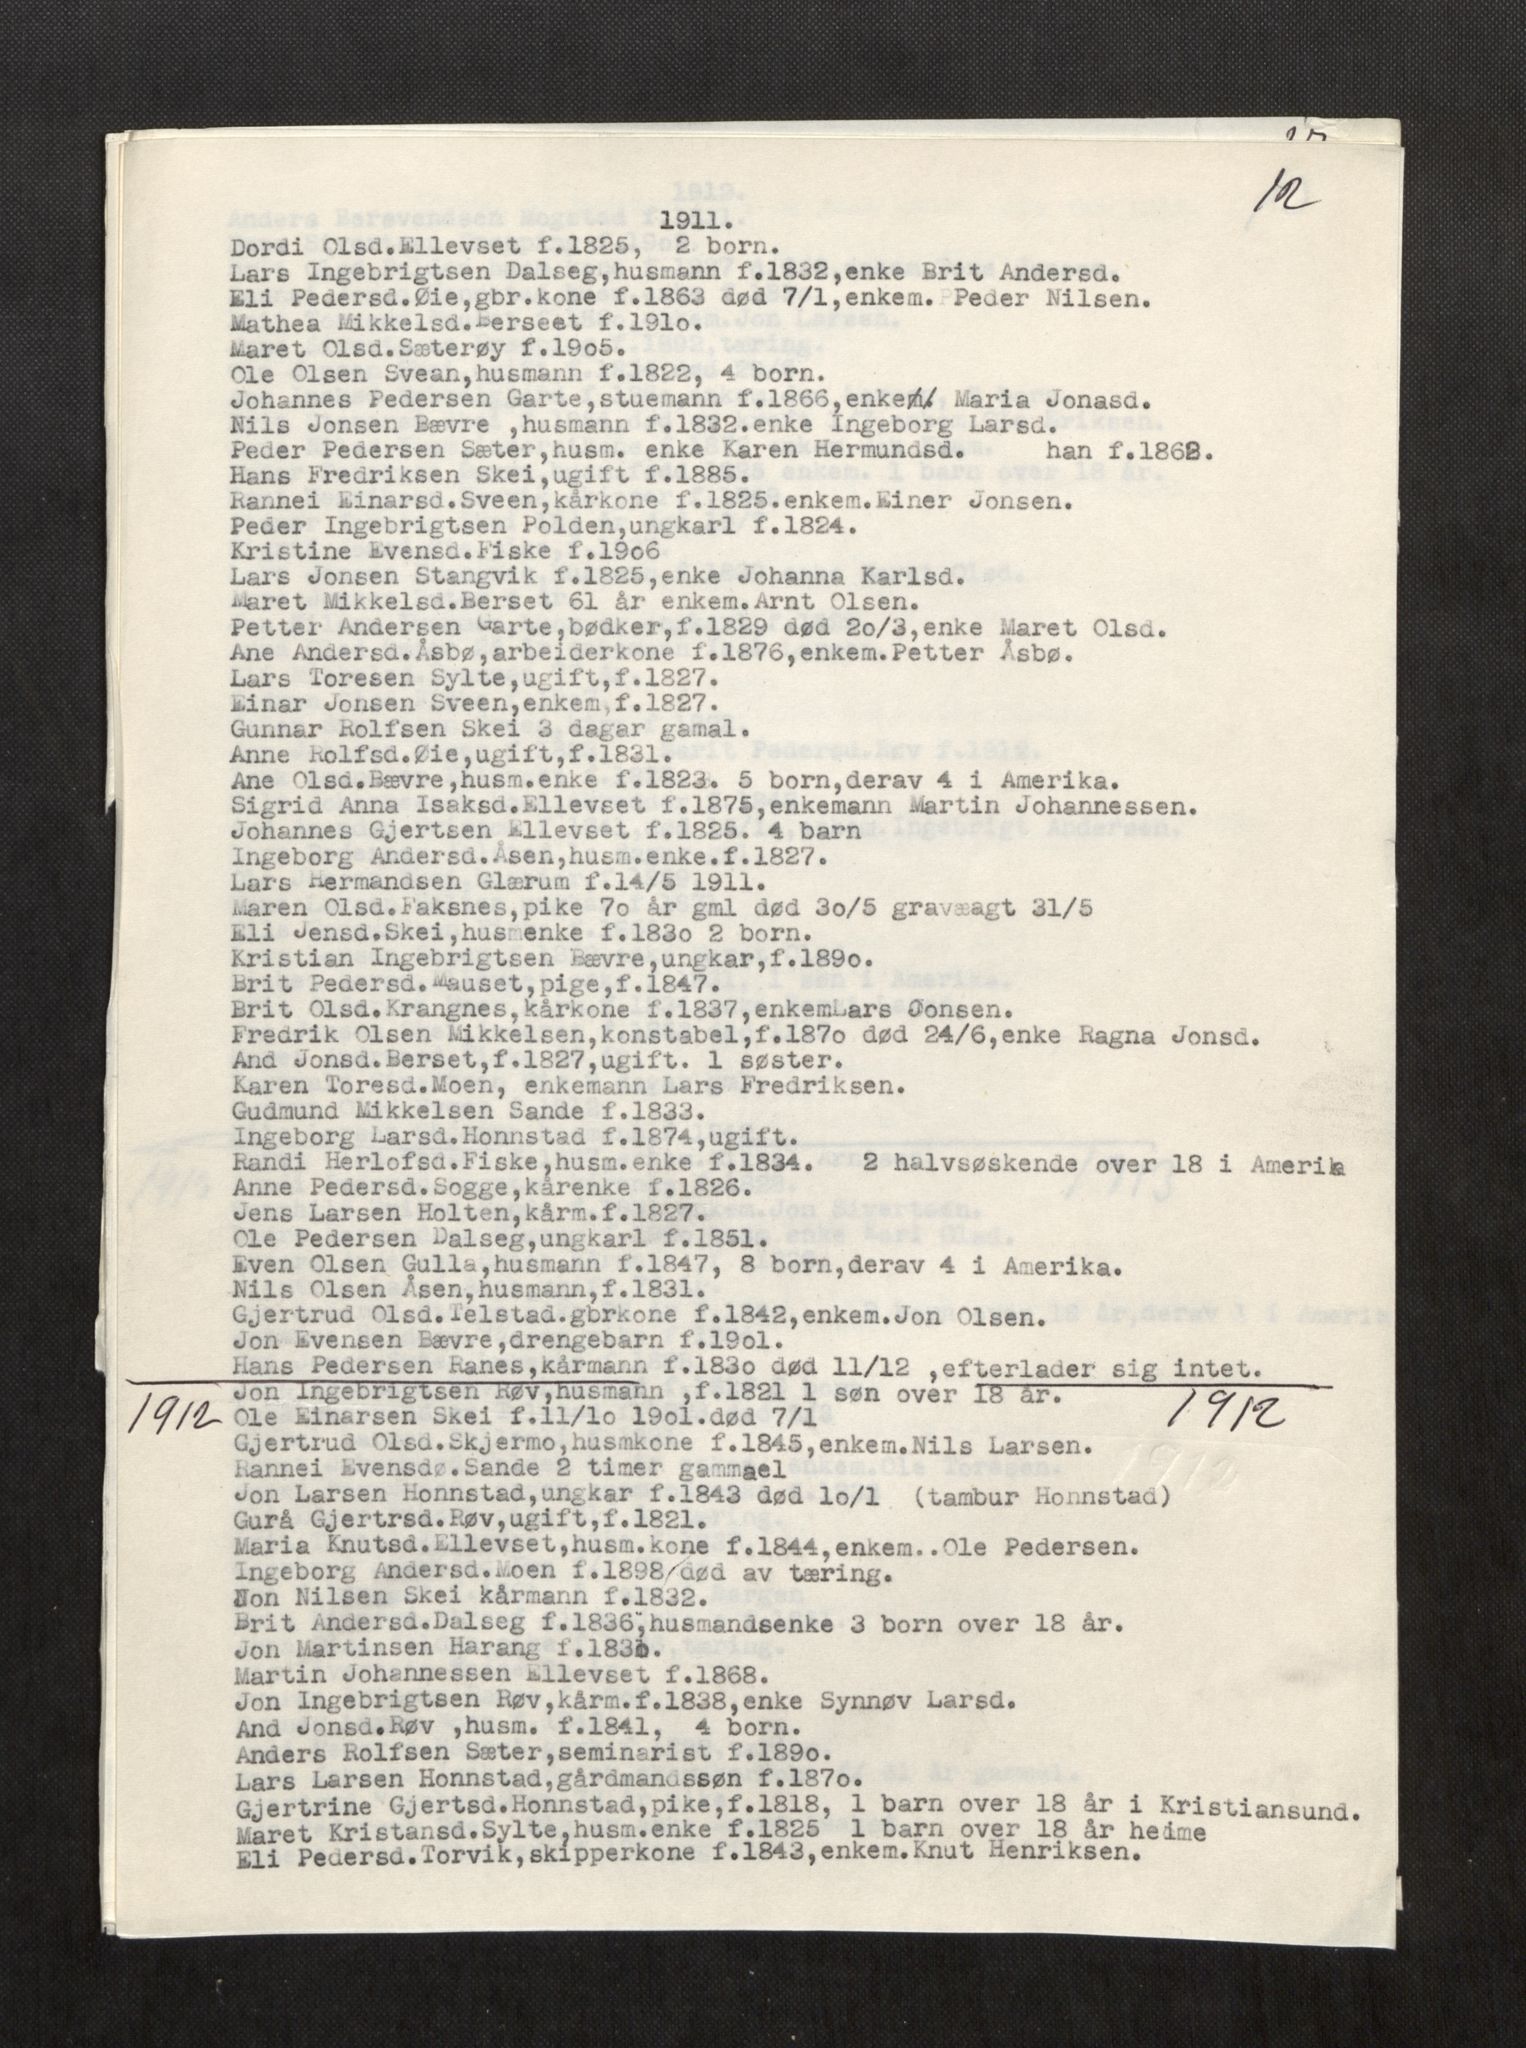 12
1911.
Dordi Olsd.Ellevset f.1825, 2 born.
Lars Ingebrigtsen Dalseg,husmann f.1832,enke Brit Andersd.
Eli Pedersd.Øie,gbr.kone f.1863 død 7/1,enkem. Peder Nilsen.
Mathea Mikkelsd.Berseet f.191o.
Maret Olsd.Sæterøy f.19o5.
Ole Olsen Svean,husmann f.1822, 4 born.
Johannes Pedersen Garte,stuemann f.1866,enke Maria Jonasd.
Nils Jonsen Bævre ,husmann f.1832.enke Ingeborg Larsd.
Peder Pedersen Sæter,husm. enke Karen Hermundsd. han f.1862.
Hans Fredriksen Skei,ugift f.1885.
Rannei Einarsd.Sveen,kårkone f.1825.enkem.Einer Jonsen.
Peder Ingebrigtsen Polden,ungkarl f.1824.
Kristine Evensd.Fiske f.19o6
Lars Jonsen Stangvik f.1825,enke Johanna Karlsd.
Maret Mikkelsd.Berset 61 år enkem.Arnt Olsen.
Petter Andersen Garte,bødker,f.1829 død 2o/3,enke Maret Olsd.
Ane Andersd.Åsbø,arbeiderkone f.1876,enkem.Petter Åsbø.
Lars Toresen Sylte,ugift,f.1827.
Einar Jonsen Sveen,enkem,f.1827.
Gunnar Rolfsen Skei 3 dagar gamal.
Anne Rolfsd.Øie,ugift,f.1831.
Ane Olsd.Bævre,husm.enke f.1823. 5 born,derav 4 i Amerika.
Sigrid Anna Isaksd.Ellevset f.1875,enkemann Martin Johannessen.
Johannes Gjertsen Ellevset f.1825. 4 barn
Ingeborg Andersd.Åsen,husm.enke.f.1827.
Lars Hermandsen Glærum f.14/5 1911.
Maren Olsd.Faksnes,pike 7o år gml død 3o/5 gravæagt 31/5
Eli Jensd.Skei,husmenke f.183o 2 born.
Kristian Ingebrigtsen Bævre,ungkar,f.189o.
Brit Pedersd.Mauset,pige,f.1847.
Brit Olsd.Krangnes,kårkone f.1837,enkemLars Jonsen.
Fredrik Olsen Mikkelsen,konstabel,f.187o død 24/6,enke Ragna Jonsd.
And Jonsd.Berset,f.1827,ugift. 1 søster.
Karen Toresd.Moen, enkemann Lars Fredriksen.
Gudmund Mikkelsen Sande f.1833.
Ingeborg Larsd.Honnstad f.1874,ugift.
Randi Herlofsd.Fiske,husm.enke f.1834. 2 halvsøskende over 18 i Amerika
Anne Pedersd.Sogge,kårenke f.1826.
Jens Larsen Holten,kårm.f.1827.
Ole Pedersen Dalseg,ungkarl f.1851.
Even Olsen Gulla,husmann f.1847, 8 born,derav 4 i Amerika.
Nils Olsen Åsen,husmann,f.1831.
Gjertrud Olsd.Telstad.gbrkone f.1842,enkem.Jon Olsen.
Jon Evensen Bævre,drengebarn f.19o1.
Hans Pedersen Ranes,kårmann f.183o død 11/12 ,efterlader sig intet.
Jon Ingebrigtsen Røv,husmann ,f.1821 1 søn over 18 år.
1912 Ole Einarsen Skei f.11/1o 19o1.død 7/1 1912
Gjertrud Olsd.Skjermo,husmkone f.1845,enkem.Nils Larsen.
Rannei Evensdø.Sande 2 timer gammael
Jon Larsen Honnstad,ungkar f.1843 død 1o/1 (tambur Honnstad)
Gurå Gjertrsd.Røv,ugift,f.1821.
Maria Knutsd.Ellevset,husm.kone f.1844,enkem..Ole Pedersen.
Ingeborg Andersd.Moen f.1898/død av tæring.
Jon Nilsen Skei kårmann f.1832.
Brit Andersd.Dalseg f.1836,husmandsenke 3 born over 18 år.
Jon Martinsen Harang
Martin Johannessen Ellevset f.1868.
Jon Ingebrigtsen Røv,kårm.f.1838,enke Synnøv Larsd.
And Jonsd.Røv ,husm. f.1841, 4 born.
Anders Rolfsen Sæter,seminarist f.189o.
Lars Larsen Honnstad,gårdmandssøn f.187o.
Gjertrine Gjertsd.Honnstad,pike,f.1818, 1 barn over 18 år i Kristiansund.
Maret Kristansd.Sylte,husm.enke f.1825 1 barn over 18 år heime
Eli Pedersd.Torvik,skipperkone f.1843,enkem.Knut Henriksen.